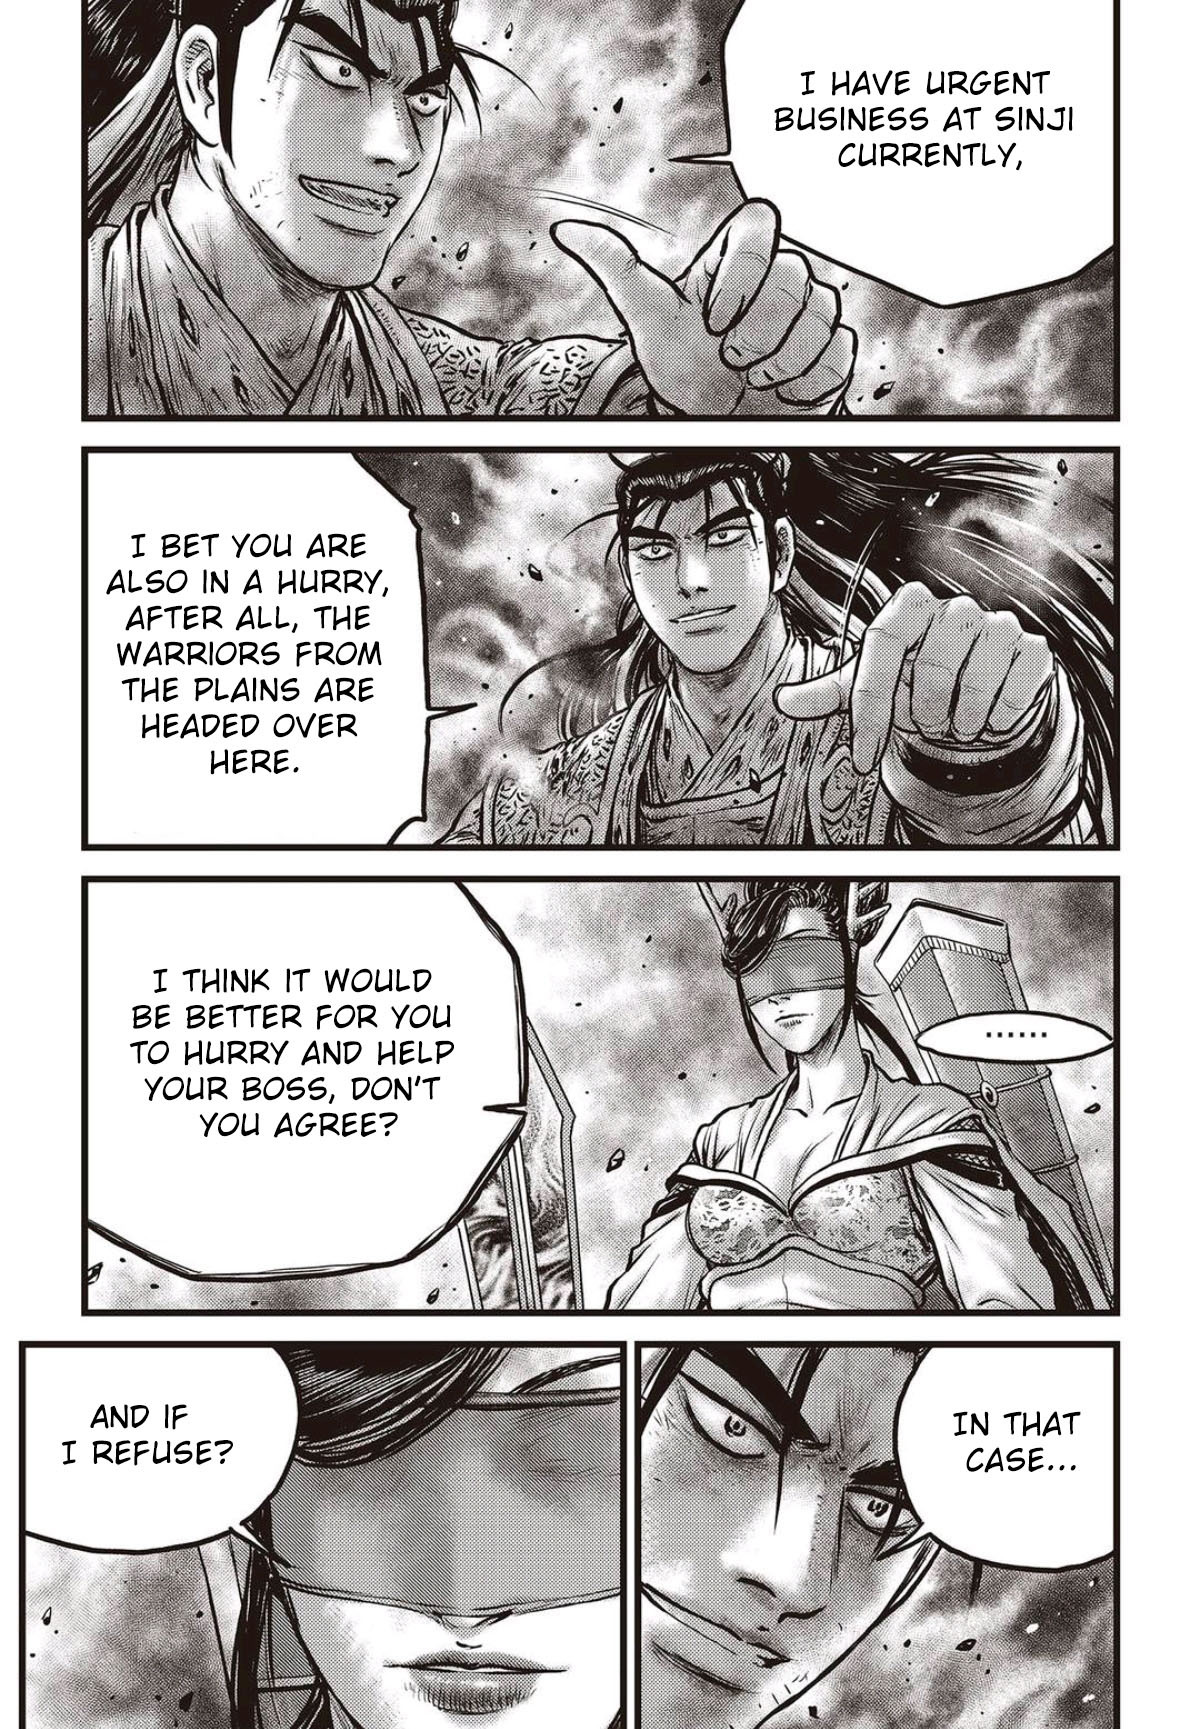 I HAVE URGENT
BUSINESS AT SINJI
CURRENTLY,
I BET YOU ARE
ALSO IN A HURRY,
AFTER ALL, THE
WARRIORS FROM
THE PLAINS ARE
HEADED OVER
HERE.
I THINK IT WOULD
BE BETTER FOR YOU
TO HURRY AND HELP
YOUR BOSS, DON'T
YOU AGREE?
......
AND IF
I REFUSE?
IN THAT
CASE...